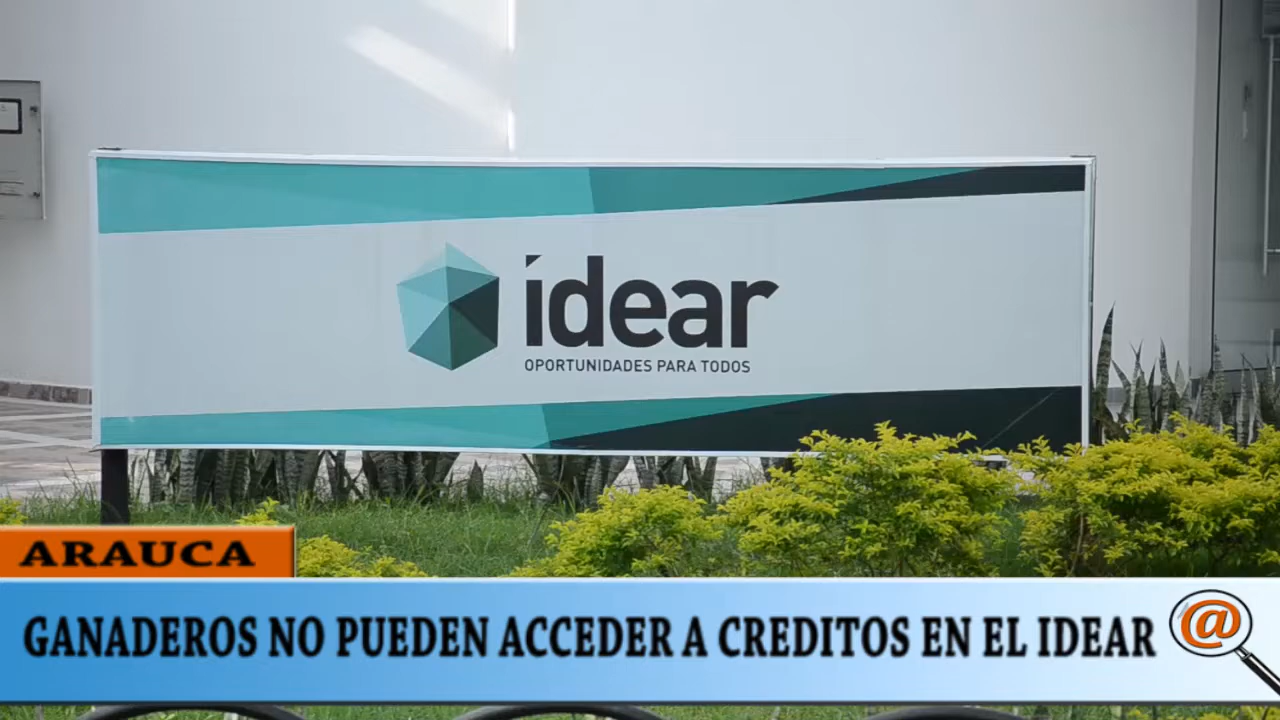 idear
OPORTUNIDADES PARA TODOS
ARAUCA
GANADEROS NO PUEDEN ACCEDER A CREDITOS EN EL IDEAR
@